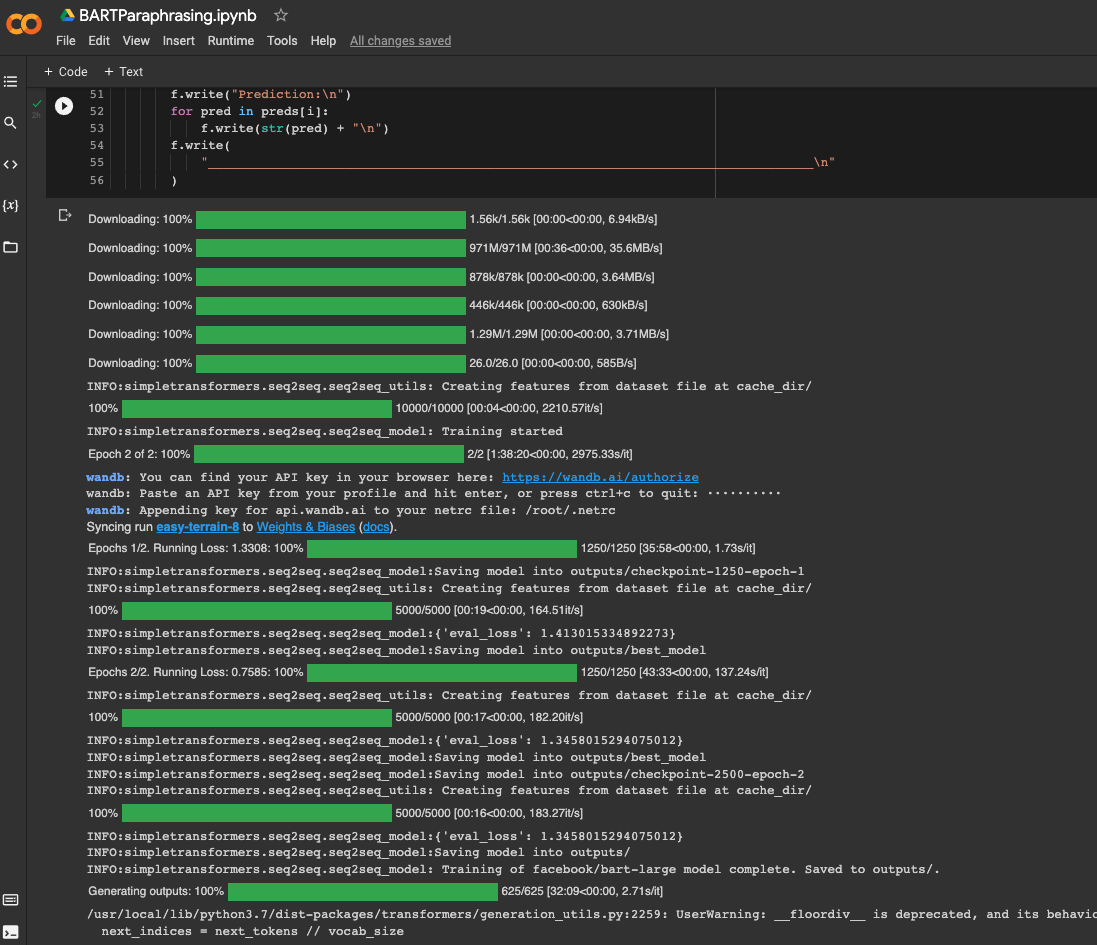 BARTParaphrasing.ipynb
File Edit View Insert Runtime Tools Help All changes saved
+ Code + Text
51 f.write("Prediction:\n")
52 for pred in preds[i]:
53 f.write(str(pred) + "\n")
54 f.write(
55 "________________________________________________________________________________\n"
56 )
2h
{x}
Downloading: 100% 1.56k/1.56k [00:00<00:00, 6.94kB/s]
Downloading: 100% 971M/971M [00:36<00:00, 35.6MB/s]
Downloading: 100% 878k/878k [00:00<00:00, 3.64MB/s]
Downloading: 100% 446k/446k [00:00<00:00, 630kB/s]
Downloading: 100% 1.29M/1.29M [00:00<00:00, 3.71MB/s]
Downloading: 100% 26.0/26.0 [00:00<00:00, 585B/s]
INFO:simpletransformers.seq2seq.seq2seq_utils: Creating features from dataset file at cache_dir/
100% 10000/10000 [00:04<00:00, 2210.57it/s]
INFO:simpletransformers.seq2seq.seq2seq_model: Training started
Epoch 2 of 2: 100% 2/2 [1:38:20<00:00, 2975.33s/it]
wandb: You can find your API key in your browser here: https://wandb.ai/authorize
wandb: Paste an API key from your profile and hit enter, or press ctrl+c to quit: ··········
wandb: Appending key for api.wandb.ai to your netrc file: /root/.netrc
Syncing run easy-terrain-8 to Weights & Biases (docs).
Epochs 1/2. Running Loss: 1.3308: 100% 1250/1250 [35:58<00:00, 1.73s/it]
INFO:simpletransformers.seq2seq.seq2seq_model:Saving model into outputs/checkpoint-1250-epoch-1
INFO:simpletransformers.seq2seq.seq2seq_utils: Creating features from dataset file at cache_dir/
100% 5000/5000 [00:19<00:00, 164.51it/s]
INFO:simpletransformers.seq2seq.seq2seq_model:{'eval_loss': 1.413015334892273}
INFO:simpletransformers.seq2seq.seq2seq_model:Saving model into outputs/best_model
Epochs 2/2. Running Loss: 0.7585: 100% 1250/1250 [43:33<00:00, 137.24s/it]
INFO:simpletransformers.seq2seq.seq2seq_utils: Creating features from dataset file at cache_dir/
100% 5000/5000 [00:17<00:00, 182.20it/s]
INFO:simpletransformers.seq2seq.seq2seq_model:{'eval_loss': 1.3458015294075012}
INFO:simpletransformers.seq2seq.seq2seq_model:Saving model into outputs/best_model
INFO:simpletransformers.seq2seq.seq2seq_model:Saving model into outputs/checkpoint-2500-epoch-2
INFO:simpletransformers.seq2seq.seq2seq_utils: Creating features from dataset file at cache_dir/
100% 5000/5000 [00:16<00:00, 183.27it/s]
INFO:simpletransformers.seq2seq.seq2seq_model:{'eval_loss': 1.3458015294075012}
INFO:simpletransformers.seq2seq.seq2seq_model:Saving model into outputs/
INFO:simpletransformers.seq2seq.seq2seq_model: Training of facebook/bart-large model complete. Saved to outputs/.
Generating outputs: 100% 625/625 [32:09<00:00, 2.71s/it]
/usr/local/lib/python3.7/dist-packages/transformers/generation_utils.py:2259: UserWarning: __floordiv__ is deprecated, and its behavio
next_indices = next_tokens // vocab_size